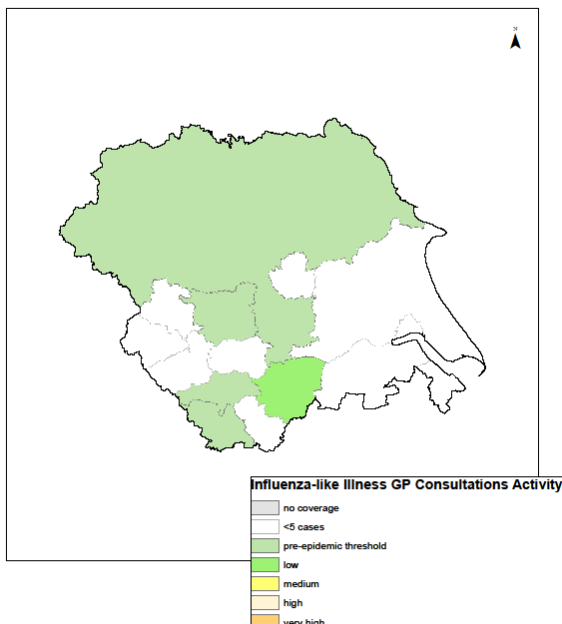 N
Influenza-like Illness GP Consultations Activity
no coverage
<5 cases
pre-epidemic threshold
low
medium
high
very high